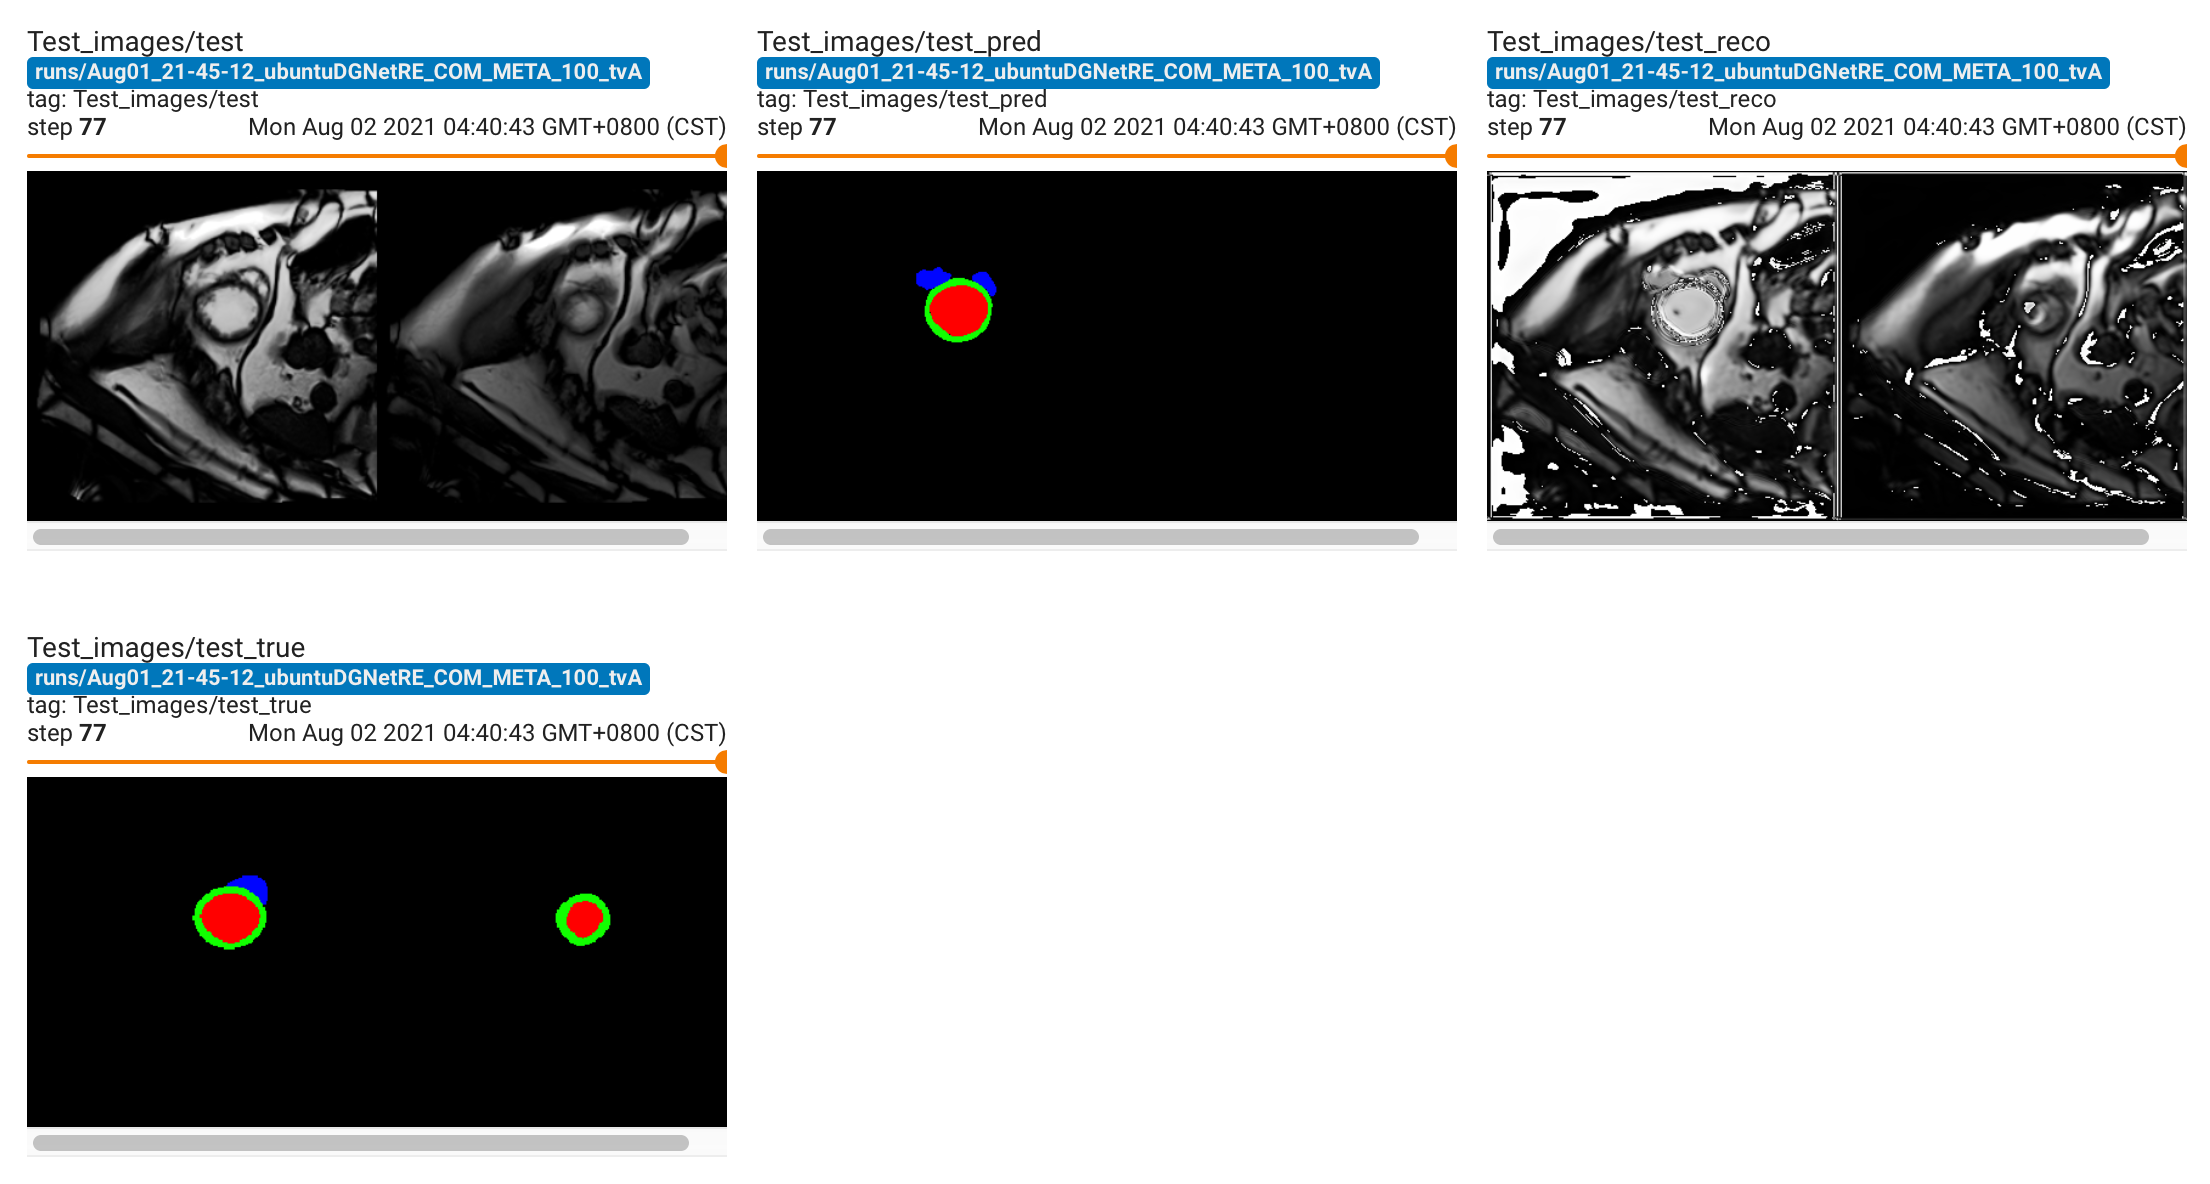 Test_images/test
runs/Aug01_21-45-12_ubuntuDGNetRE_COM_META_100_tvA
tag: Test_images/test
step 77 Mon Aug 02 2021 04:40:43 GMT+0800 (CST)
Test_images/test_pred
runs/Aug01_21-45-12_ubuntuDGNetRE_COM_META_100_tvA
tag: Test_images/test_pred
step 77 Mon Aug 02 2021 04:40:43 GMT+0800 (CST)
Test_images/test_reco
runs/Aug01_21-45-12_ubuntuDGNetRE_COM_META_100_tvA
tag: Test_images/test_reco
step 77 Mon Aug 02 2021 04:40:43 GMT+0800 (CST)
Test_images/test_true
runs/Aug01_21-45-12_ubuntuDGNetRE_COM_META_100_tvA
tag: Test_images/test_true
step 77 Mon Aug 02 2021 04:40:43 GMT+0800 (CST)